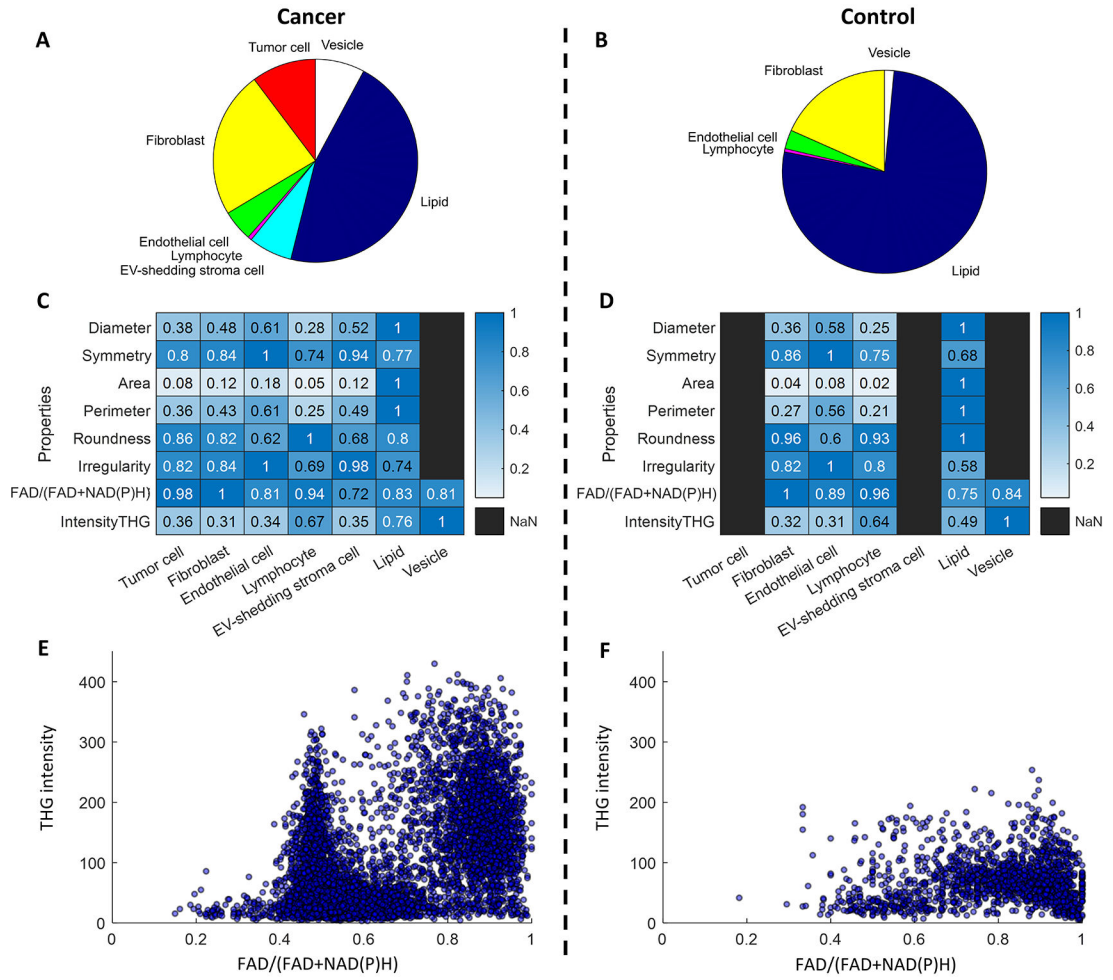 Cancer
Control
A
B
Tumor cell
Vesicle
Fibroblast
Lipid
Endothelial cell
Lymphocyte
EV-shedding stroma cell
Vesicle
Fibroblast
Endothelial cell
Lymphocyte
Lipid
C
Properties
Diameter 0.38 0.48 0.61 0.28 0.52 1
Symmetry 0.8 0.84 1 0.74 0.94 0.77
Area 0.08 0.12 0.18 0.05 0.12 1
Perimeter 0.36 0.43 0.61 0.25 0.49 1
Roundness 0.86 0.82 0.62 1 0.68 0.8
Irregularity 0.82 0.84 1 0.69 0.98 0.74
FAD/(FAD+NAD(P)H) 0.98 1 0.81 0.94 0.72 0.83 0.81
IntensityTHG 0.36 0.31 0.34 0.67 0.35 0.76 1
Tumor cell
Fibroblast
Endothelial cell
Lymphocyte
EV-shedding stroma cell
Lipid
Vesicle
1
0.8
0.6
0.4
0.2
NaN
D
Properties
Diameter 0.36 0.58 0.25 1
Symmetry 0.86 1 0.75 0.68
Area 0.04 0.08 0.02 1
Perimeter 0.27 0.56 0.21 1
Roundness 0.96 0.6 0.93 1
Irregularity 0.82 1 0.8 0.58
FAD/(FAD+NAD(P)H) 1 0.89 0.96 0.75 0.84
IntensityTHG 0.32 0.31 0.64 0.49 1
Tumor cell
Fibroblast
Endothelial cell
Lymphocyte
EV-shedding stroma cell
Lipid
Vesicle
1
0.8
0.6
0.4
0.2
NaN
E
THG intensity
400
300
200
100
0
0 0.2 0.4 0.6 0.8 1
FAD/(FAD+NAD(P)H)
F
THG intensity
400
300
200
100
0
0 0.2 0.4 0.6 0.8 1
FAD/(FAD+NAD(P)H)